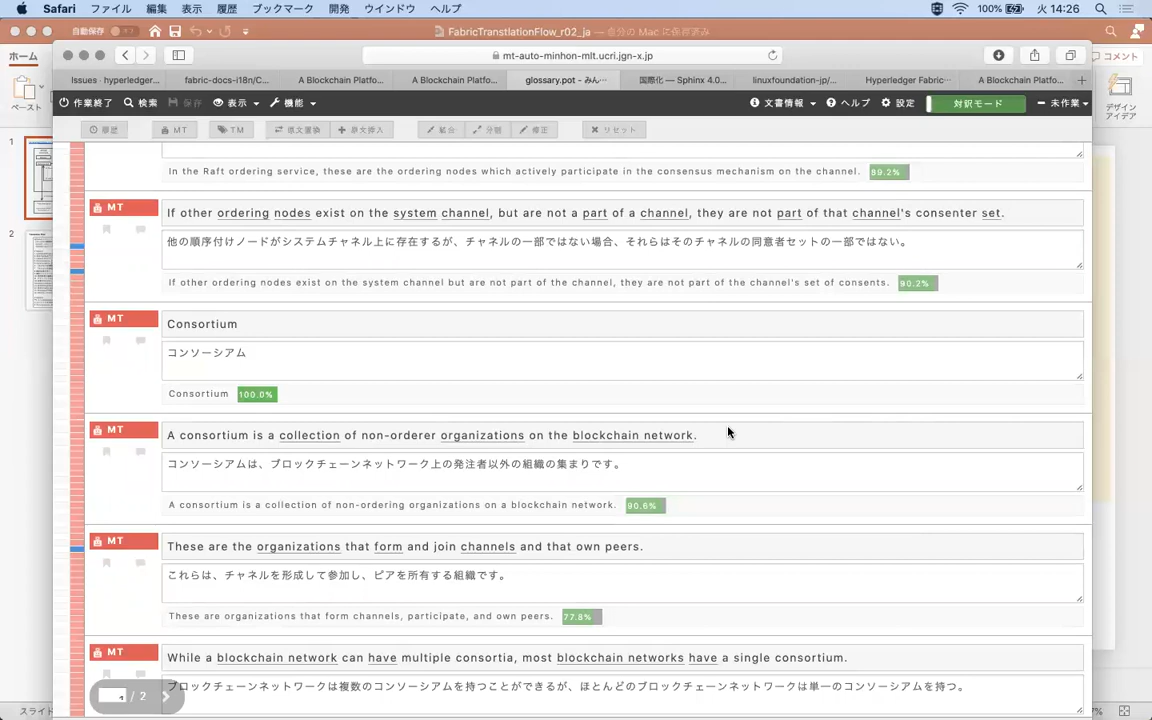 Safari ファイル 編集 表示 履歴 ブックマーク 開発 ウインドウ ヘルプ 100% 火 14:26
自動保存 FabricTranstlationFlow_r02_ja — 自分の Mac に保存済み
ホーム コメント
mt-auto-minhon-mlt.ucri.jgn-x.jp
Issues · hyperledger... fabric-docs-i18n/C... A Blockchain Platfo... A Blockchain Platfo... glossary.pot - みん... 国際化 — Sphinx 4.0... linuxfoundation-jp/... Hyperledger Fabric... A Blockchain Platfo...
作業終了 検索 保存 表示 機能 文書情報 ヘルプ 設定 対訳モード 未作業
ペースト
デザイン
アイデア
履歴 MT TM 原文置換 原文挿入 結合 分割 修正 リセット
In the Raft ordering service, these are the ordering nodes which actively participate in the consensus mechanism on the channel. 89.2%
MT If other ordering nodes exist on the system channel, but are not a part of a channel, they are not part of that channel's consenter set.
他の順序付けノードがシステムチャネル上に存在するが、チャネルの一部ではない場合、それらはそのチャネルの同意者セットの一部ではない。
If other ordering nodes exist on the system channel but are not part of the channel, they are not part of the channel's set of consents. 90.2%
MT Consortium
コンソーシアム
Consortium 100.0%
MT A consortium is a collection of non-orderer organizations on the blockchain network.
コンソーシアムは、ブロックチェーンネットワーク上の発注者以外の組織の集まりです。
A consortium is a collection of non-ordering organizations on a blockchain network. 90.6%
MT These are the organizations that form and join channels and that own peers.
これらは、チャネルを形成して参加し、ピアを所有する組織です。
These are organizations that form channels, participate, and own peers. 77.8%
MT While a blockchain network can have multiple consortia, most blockchain networks have a single consortium.
ブロックチェーンネットワークは複数のコンソーシアムを持つことができるが、ほとんどのブロックチェーンネットワークは単一のコンソーシアムを持つ。
1
2
/ 2
スライド